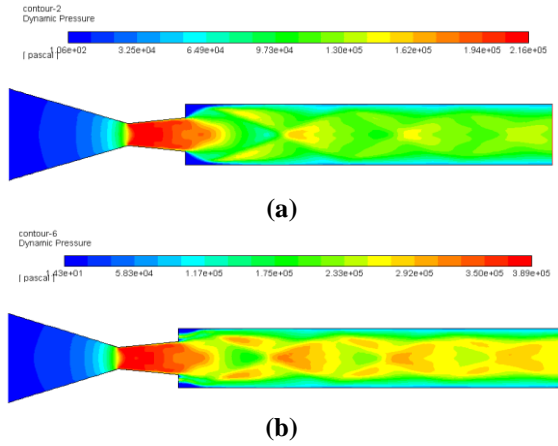 contour-2
Dynamic Pressure
[ pascal ] 1.06e+02 3.25e+04 6.49e+04 9.73e+04 1.30e+05 1.62e+05 1.94e+05 2.16e+05
(a)
contour-6
Dynamic Pressure
[ pascal ] 1.43e+01 5.83e+04 1.17e+05 1.75e+05 2.33e+05 2.92e+05 3.50e+05 3.89e+05
(b)